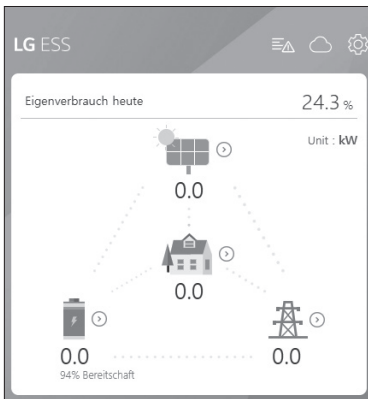 LG ESS
Eigenverbrauch heute 24.3 %
Unit : kW
0.0
0.0
0.0 0.0
94% Bereitschaft